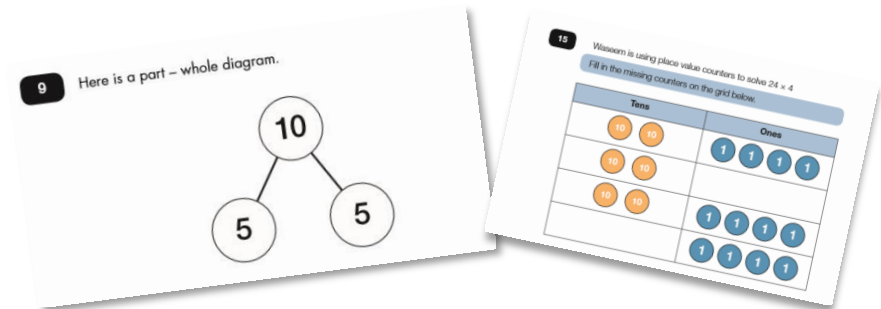 9 Here is a part – whole diagram.
10
5 5
15 Waseem is using place value counters to solve 24 × 4
Fill in the missing counters on the grid below.
Tens Ones
10 10 1 1 1 1
10 10
10 10 1 1 1 1
1 1 1 1